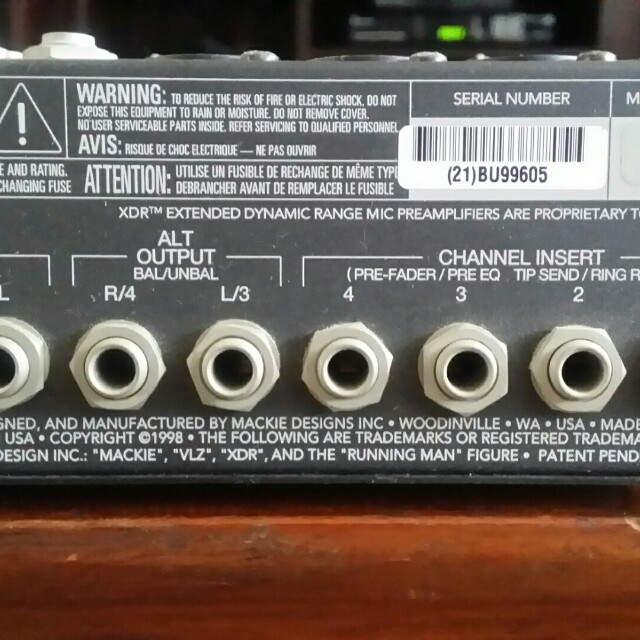 WARNING: TO REDUCE THE RISK OF FIRE OR ELECTRIC SHOCK, DO NOT
EXPOSE THIS EQUIPMENT TO RAIN OR MOISTURE. DO NOT REMOVE COVER.
NO USER SERVICEABLE PARTS INSIDE. REFER SERVICING TO QUALIFIED PERSONNEL.
AVIS: RISQUE DE CHOC ELECTRIQUE — NE PAS OUVRIR
E AND RATING.
CHANGING FUSE
ATTENTION: UTILISE UN FUSIBLE DE RECHANGE DE MÊME TYPE
DEBRANCHER AVANT DE REMPLACER LE FUSIBLE
SERIAL NUMBER
M
(21)BU99605
XDR™ EXTENDED DYNAMIC RANGE MIC PREAMPLIFIERS ARE PROPRIETARY T
ALT
OUTPUT
BAL/UNBAL
CHANNEL INSERT
(PRE-FADER / PRE EQ TIP SEND / RING R
L
R/4
L/3
4
3
2
GNED, AND MANUFACTURED BY MACKIE DESIGNS INC • WOODINVILLE • WA • USA • MADE
USA • COPYRIGHT ©1998 • THE FOLLOWING ARE TRADEMARKS OR REGISTERED TRADEMA
DESIGN INC.: "MACKIE", "VLZ", "XDR", AND THE "RUNNING MAN" FIGURE • PATENT PEND